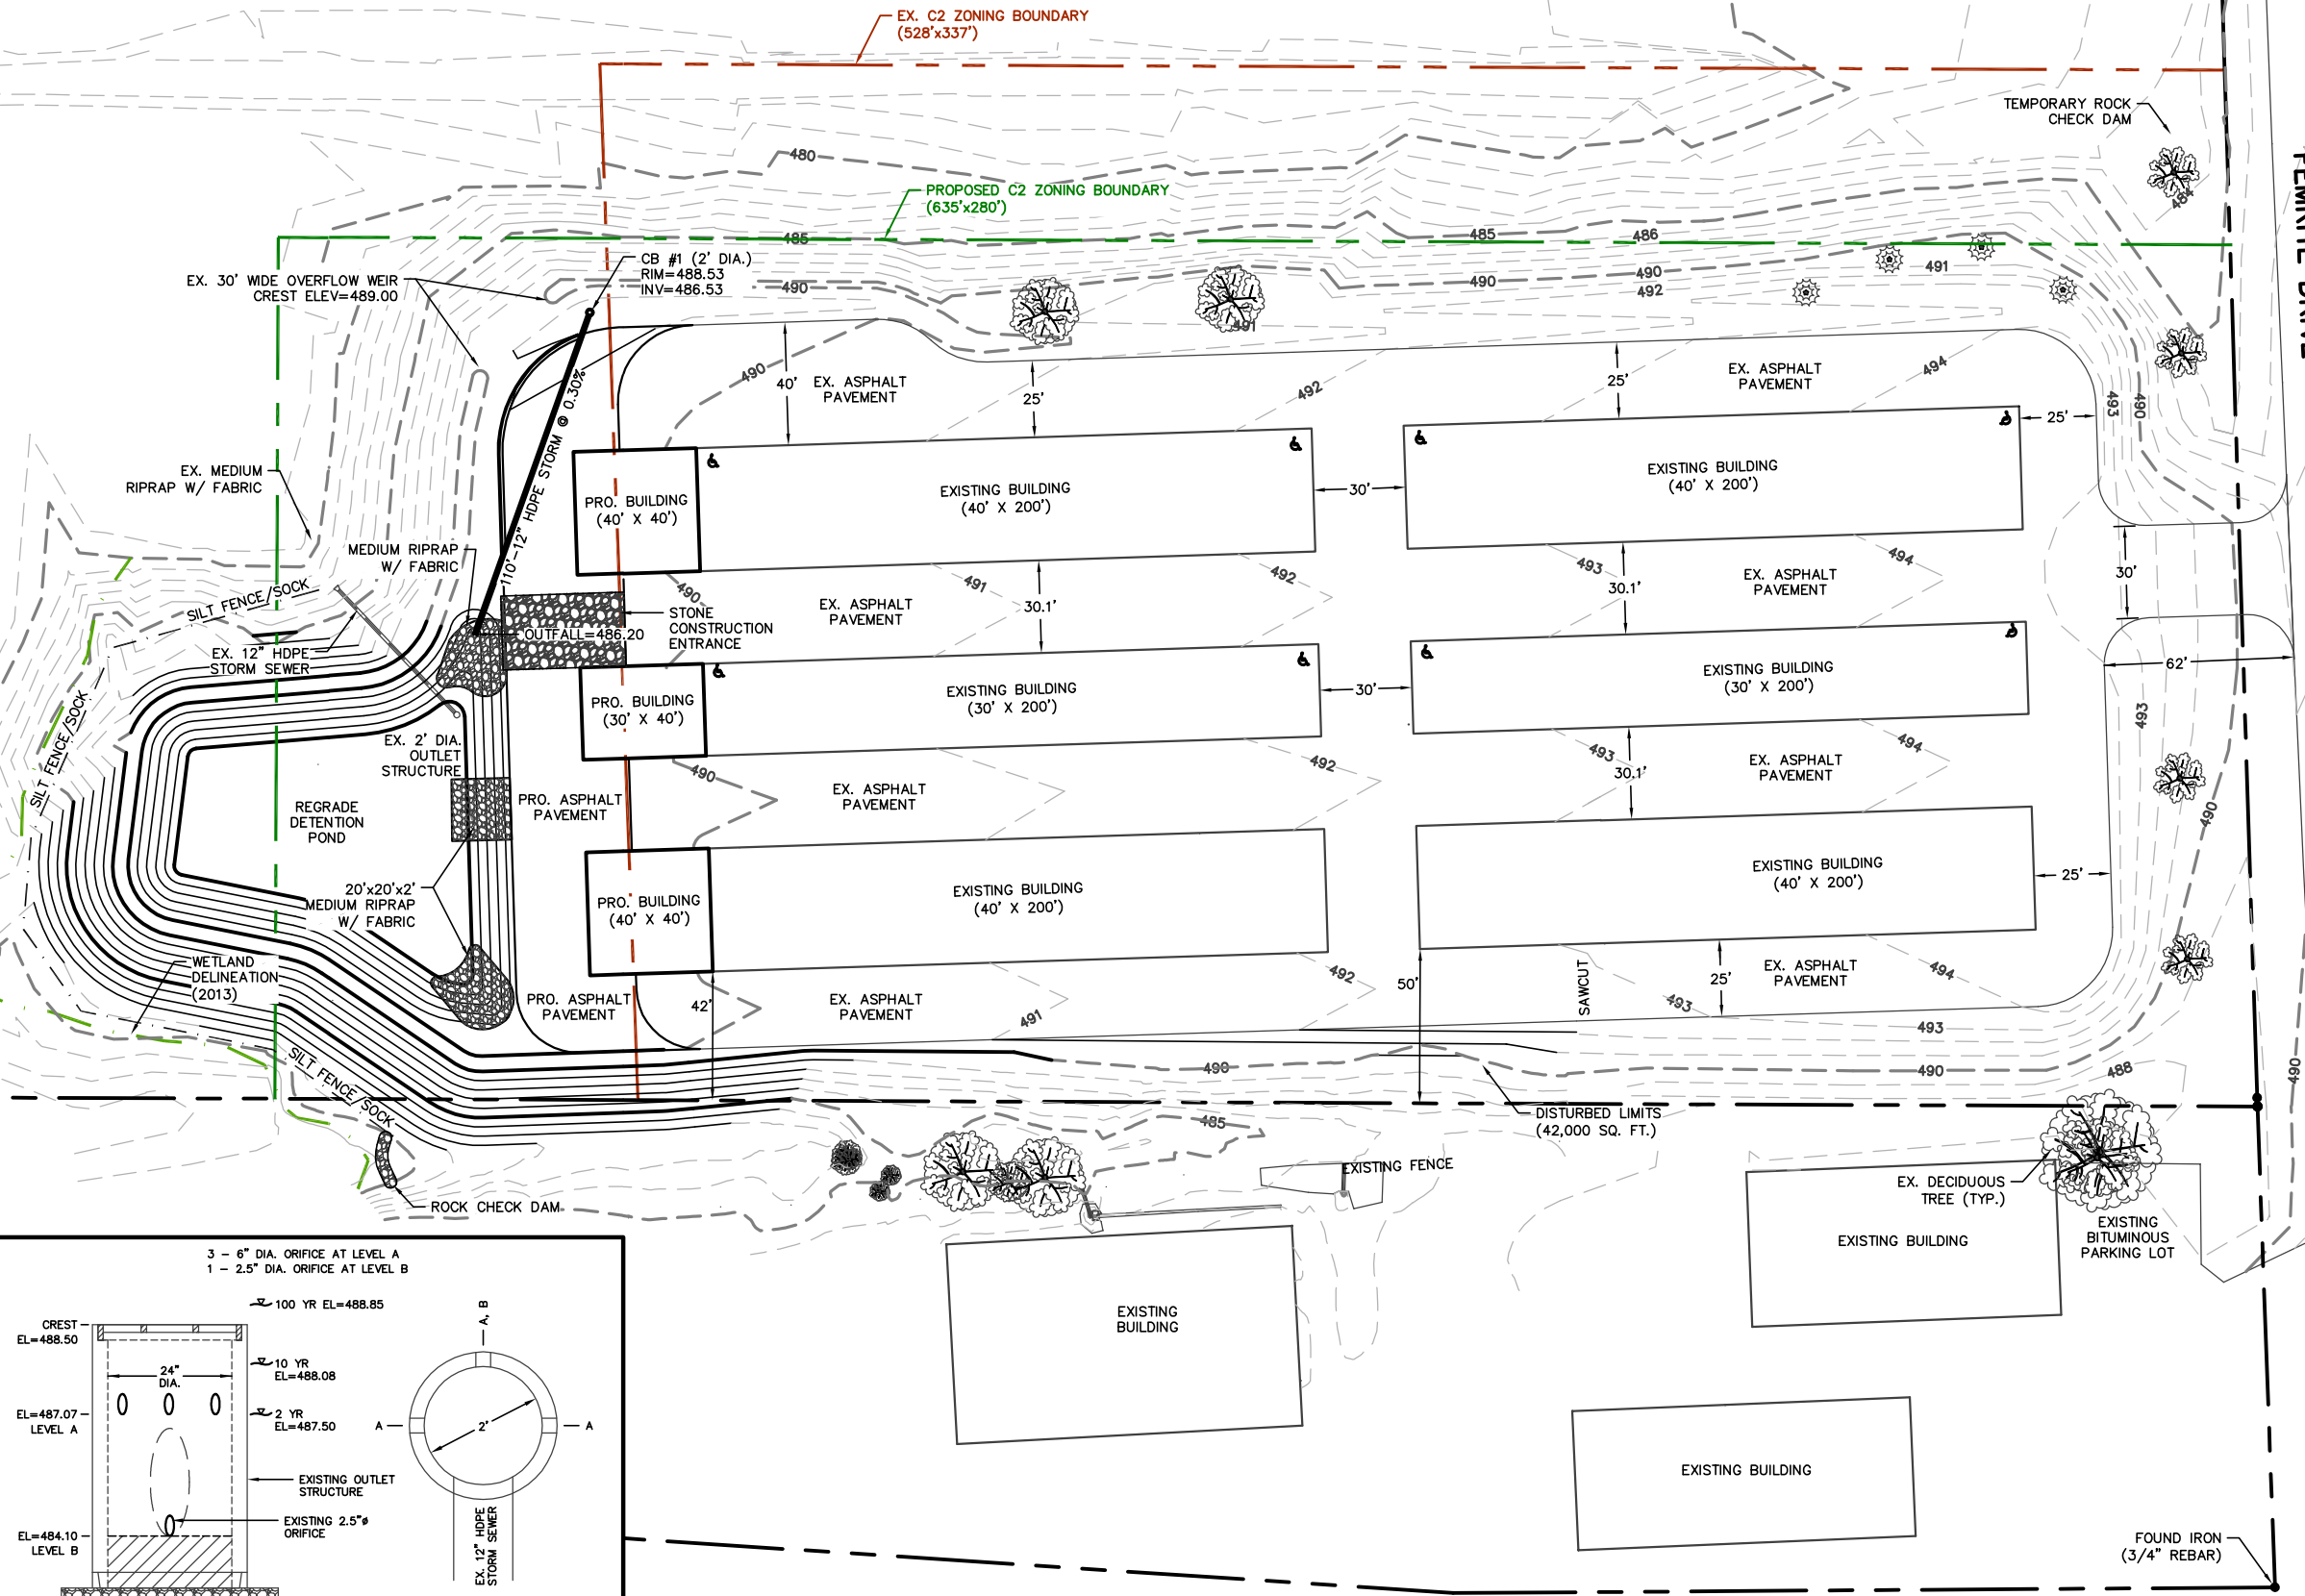 EX. C2 ZONING BOUNDARY
(528'x337')
TEMPORARY ROCK
CHECK DAM
480
PROPOSED C2 ZONING BOUNDARY
(635'x280')
484
485
485
486
CB #1 (2' DIA.)
RIM=488.53
INV=486.53
EX. 30' WIDE OVERFLOW WEIR
CREST ELEV=489.00
490
490
490
492
491
491
490
40'
EX. ASPHALT
PAVEMENT
25'
492
25'
EX. ASPHALT
PAVEMENT
494
25'
493
490
110'-12" HDPE STORM @ 0.30%
EX. MEDIUM
RIPRAP W/ FABRIC
PRO. BUILDING
(40' X 40')
EXISTING BUILDING
(40' X 200')
30'
EXISTING BUILDING
(40' X 200')
MEDIUM RIPRAP
W/ FABRIC
SILT FENCE/SOCK
490
STONE
CONSTRUCTION
ENTRANCE
OUTFALL=486.20
EX. ASPHALT
PAVEMENT
491
30.1'
492
493
30.1'
EX. ASPHALT
PAVEMENT
494
30'
EX. 12" HDPE
STORM SEWER
62'
PRO. BUILDING
(30' X 40')
EXISTING BUILDING
(30' X 200')
30'
EXISTING BUILDING
(30' X 200')
493
SILT FENCE/SOCK
EX. 2' DIA.
OUTLET
STRUCTURE
490
EX. ASPHALT
PAVEMENT
492
493
30.1'
EX. ASPHALT
PAVEMENT
494
490
REGRADE
DETENTION
POND
PRO. ASPHALT
PAVEMENT
20'x20'x2'
MEDIUM RIPRAP
W/ FABRIC
PRO. BUILDING
(40' X 40')
EXISTING BUILDING
(40' X 200')
EXISTING BUILDING
(40' X 200')
25'
WETLAND
DELINEATION
(2013)
PRO. ASPHALT
PAVEMENT
42'
EX. ASPHALT
PAVEMENT
491
492
50'
SAWCUT
493
25'
EX. ASPHALT
PAVEMENT
494
493
SILT FENCE/SOCK
490
490
488
490
485
DISTURBED LIMITS
(42,000 SQ. FT.)
EXISTING FENCE
EX. DECIDUOUS
TREE (TYP.)
ROCK CHECK DAM
EXISTING
BITUMINOUS
PARKING LOT
EXISTING BUILDING
EXISTING
BUILDING
EXISTING BUILDING
FOUND IRON
(3/4" REBAR)
3 - 6" DIA. ORIFICE AT LEVEL A
1 - 2.5" DIA. ORIFICE AT LEVEL B
100 YR EL=488.85
CREST
EL=488.50
10 YR
EL=488.08
24"
DIA.
EL=487.07
LEVEL A
2 YR
EL=487.50
EXISTING OUTLET
STRUCTURE
EXISTING 2.5"ø
ORIFICE
EL=484.10
LEVEL B
A, B
A
2'
A
EX. 12" HDPE
STORM SEWER